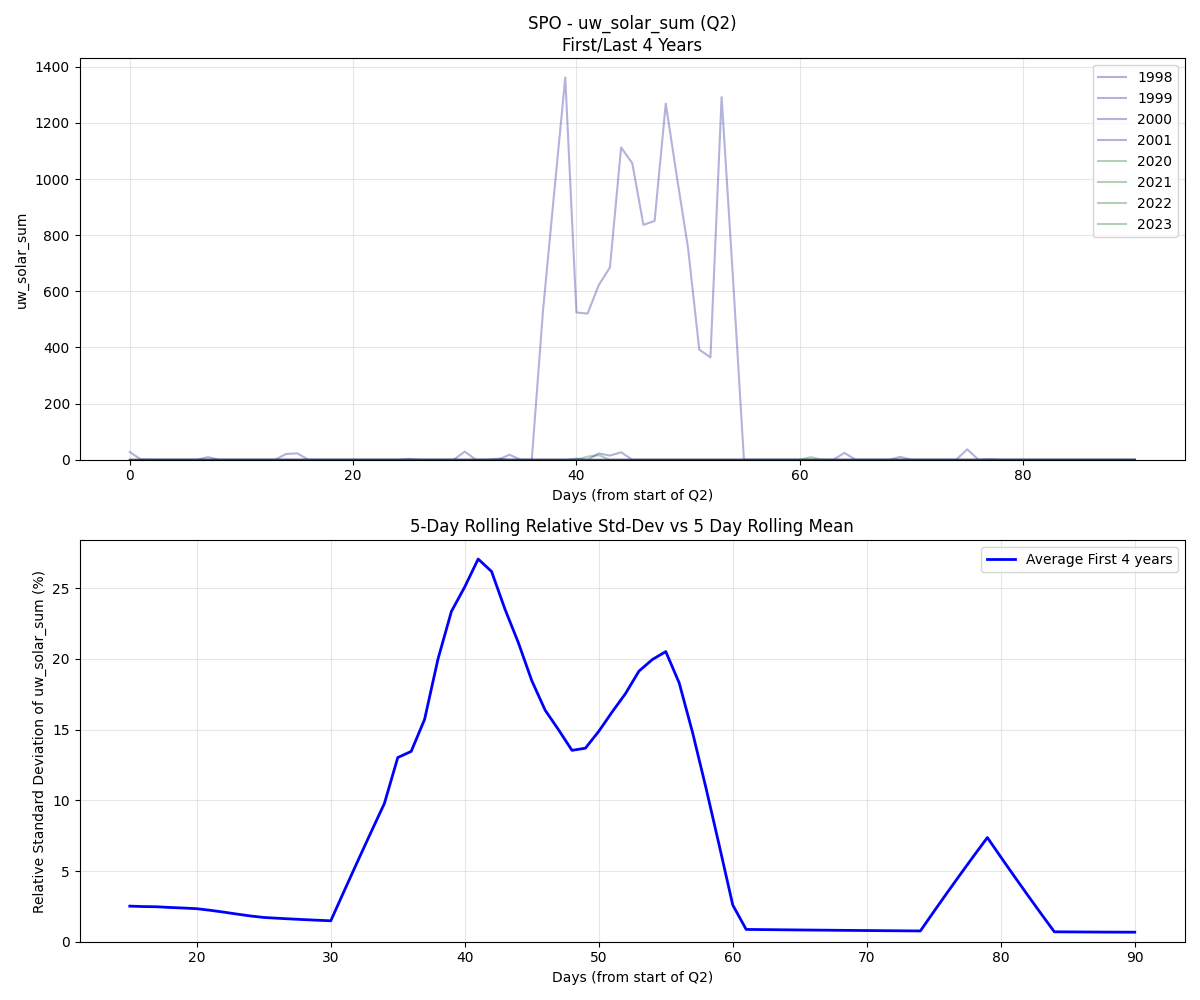 SPO - uw_solar_sum (Q2)
First/Last 4 Years
1400
1200
1000
800
600
400
200
0
uw_solar_sum
0 20 40 60 80
Days (from start of Q2)
1998
1999
2000
2001
2020
2021
2022
2023
5-Day Rolling Relative Std-Dev vs 5 Day Rolling Mean
Average First 4 years
25
20
15
10
5
0
Relative Standard Deviation of uw_solar_sum (%)
20 30 40 50 60 70 80 90
Days (from start of Q2)